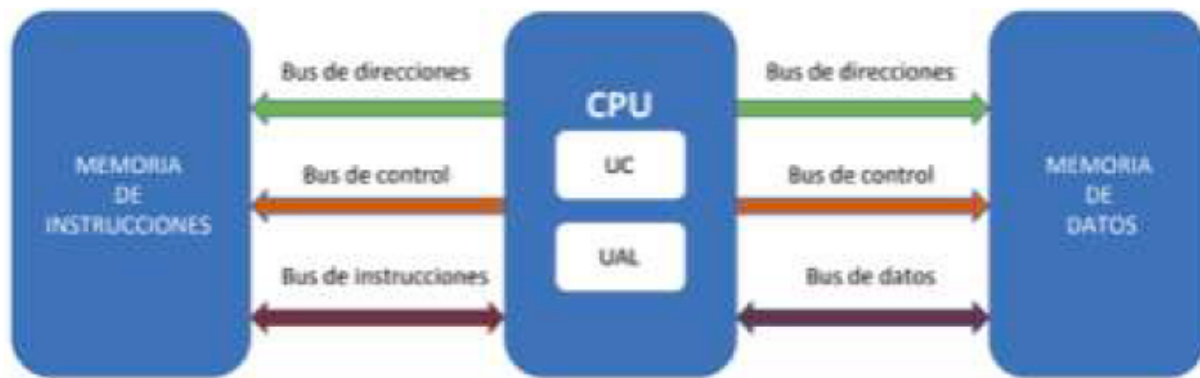 MEMORIA
DE
INSTRUCCIONES
Bus de direcciones
Bus de control
Bus de instrucciones
CPU
UC
UAL
Bus de direcciones
Bus de control
Bus de datos
MEMORIA
DE
DATOS